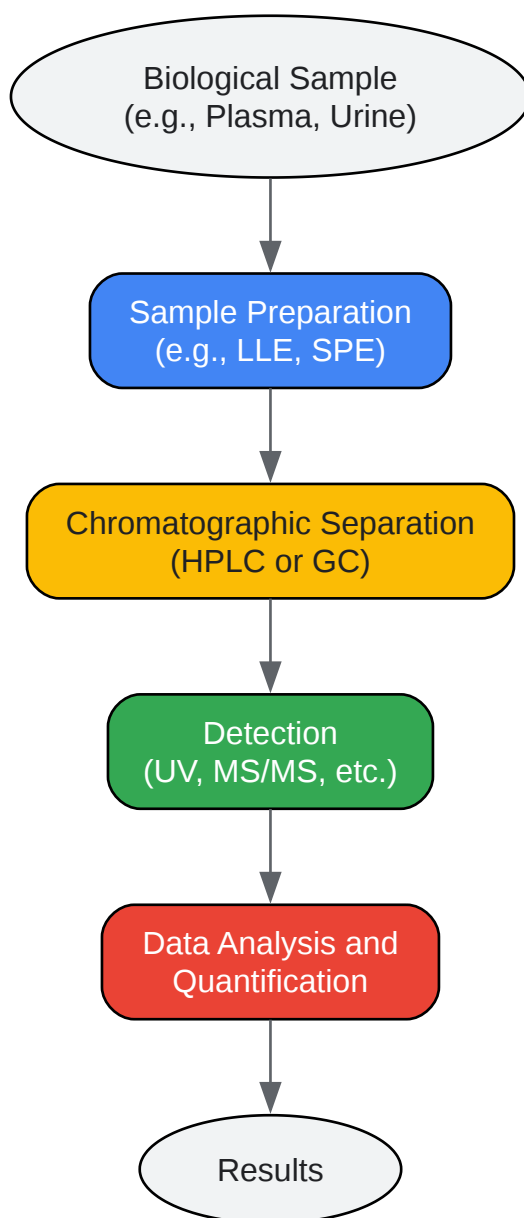 Biological Sample
(e.g., Plasma, Urine)
Sample Preparation
(e.g., LLE, SPE)
Chromatographic Separation
(HPLC or GC)
Detection
(UV, MS/MS, etc.)
Data Analysis and
Quantification
Results